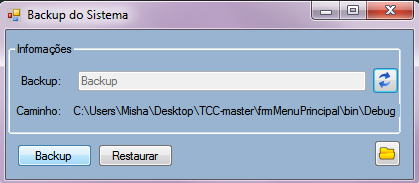 Backup do Sistema
Infomações
Backup: Backup
Caminho: C:\Users\Misha\Desktop\TCC-master\frmMenuPrincipal\bin\Debug
Backup Restaurar